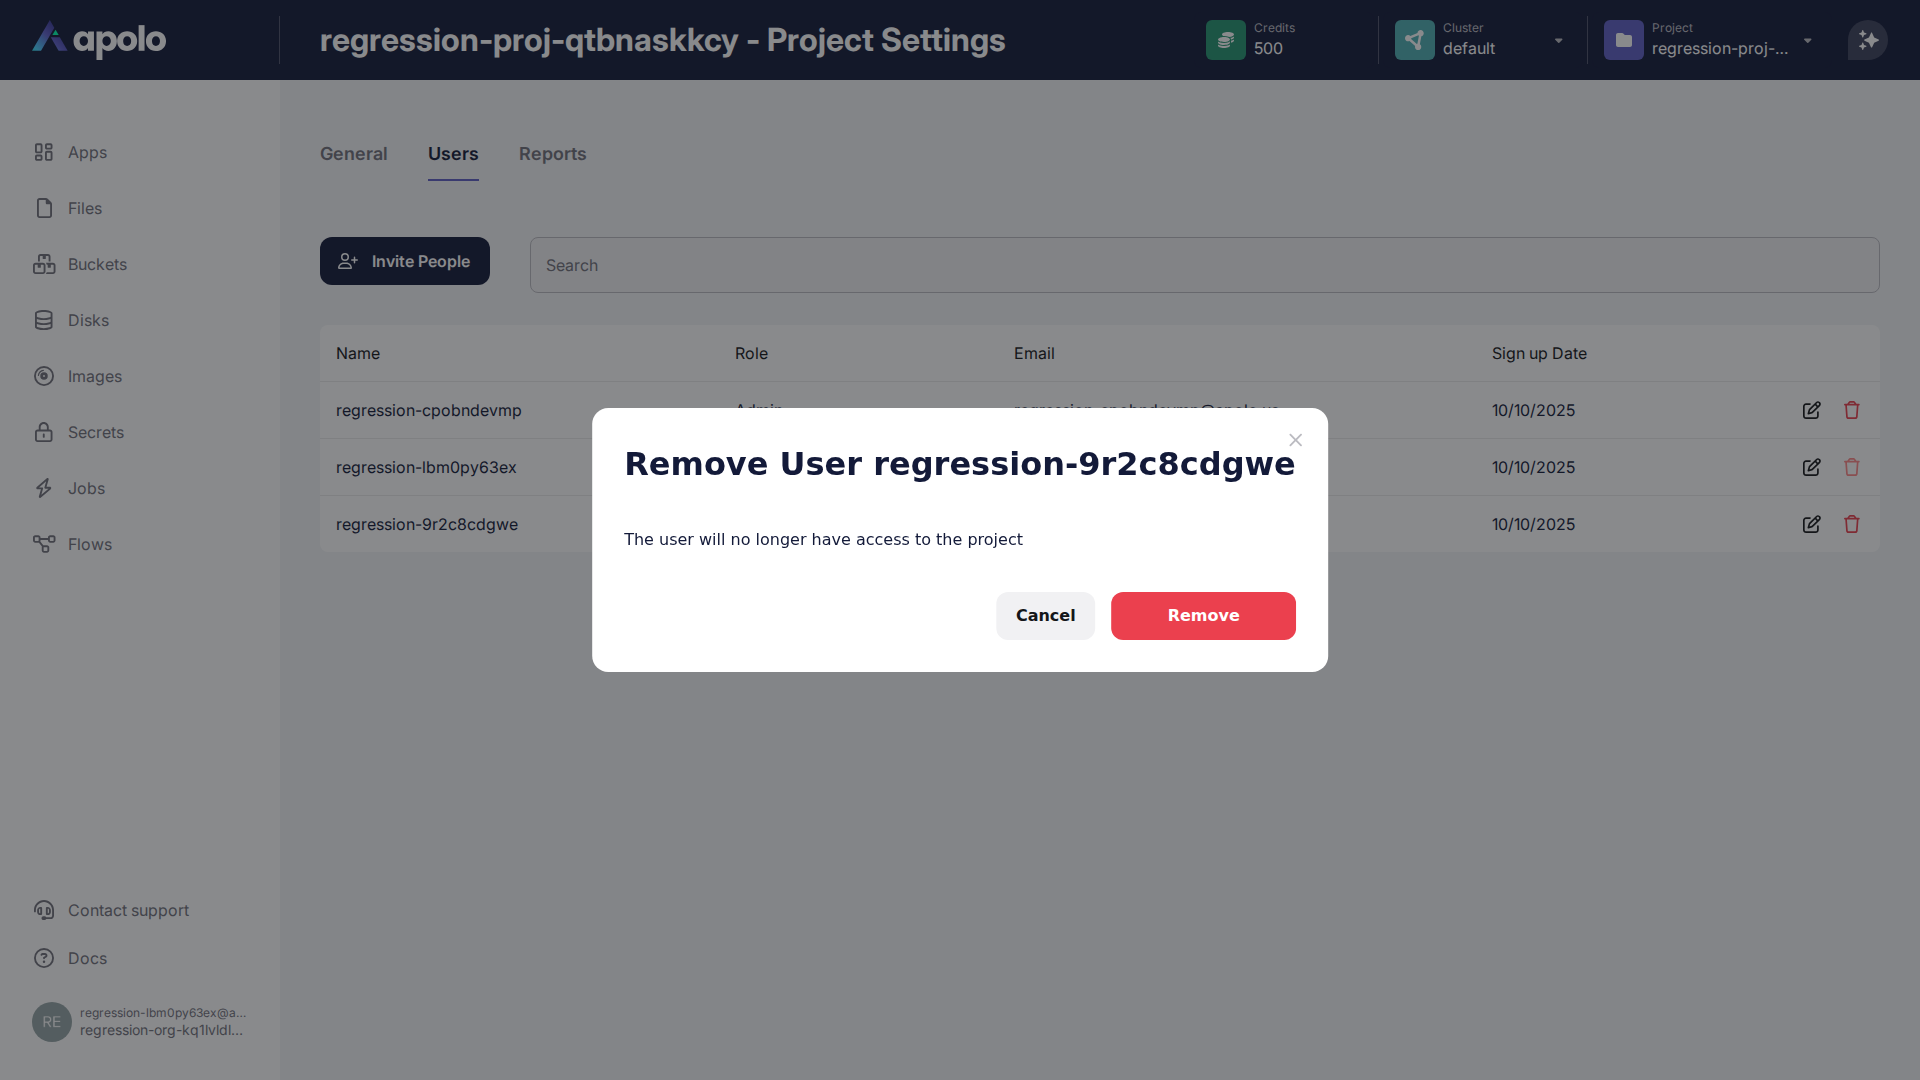 apolo
regression-proj-qtbnaskkcy - Project Settings
Credits
500
Cluster
default
Project
regression-proj-...
Apps
Files
Buckets
Disks
Images
Secrets
Jobs
Flows
General
Users
Reports
Invite People
Search
Name
Role
Email
Sign up Date
regression-cpobndevmp
10/10/2025
regression-lbm0py63ex
10/10/2025
regression-9r2c8cdgwe
10/10/2025
Remove User regression-9r2c8cdgwe
The user will no longer have access to the project
Cancel
Remove
Contact support
Docs
RE
regression-lbm0py63ex@a...
regression-org-kq1lvldl...